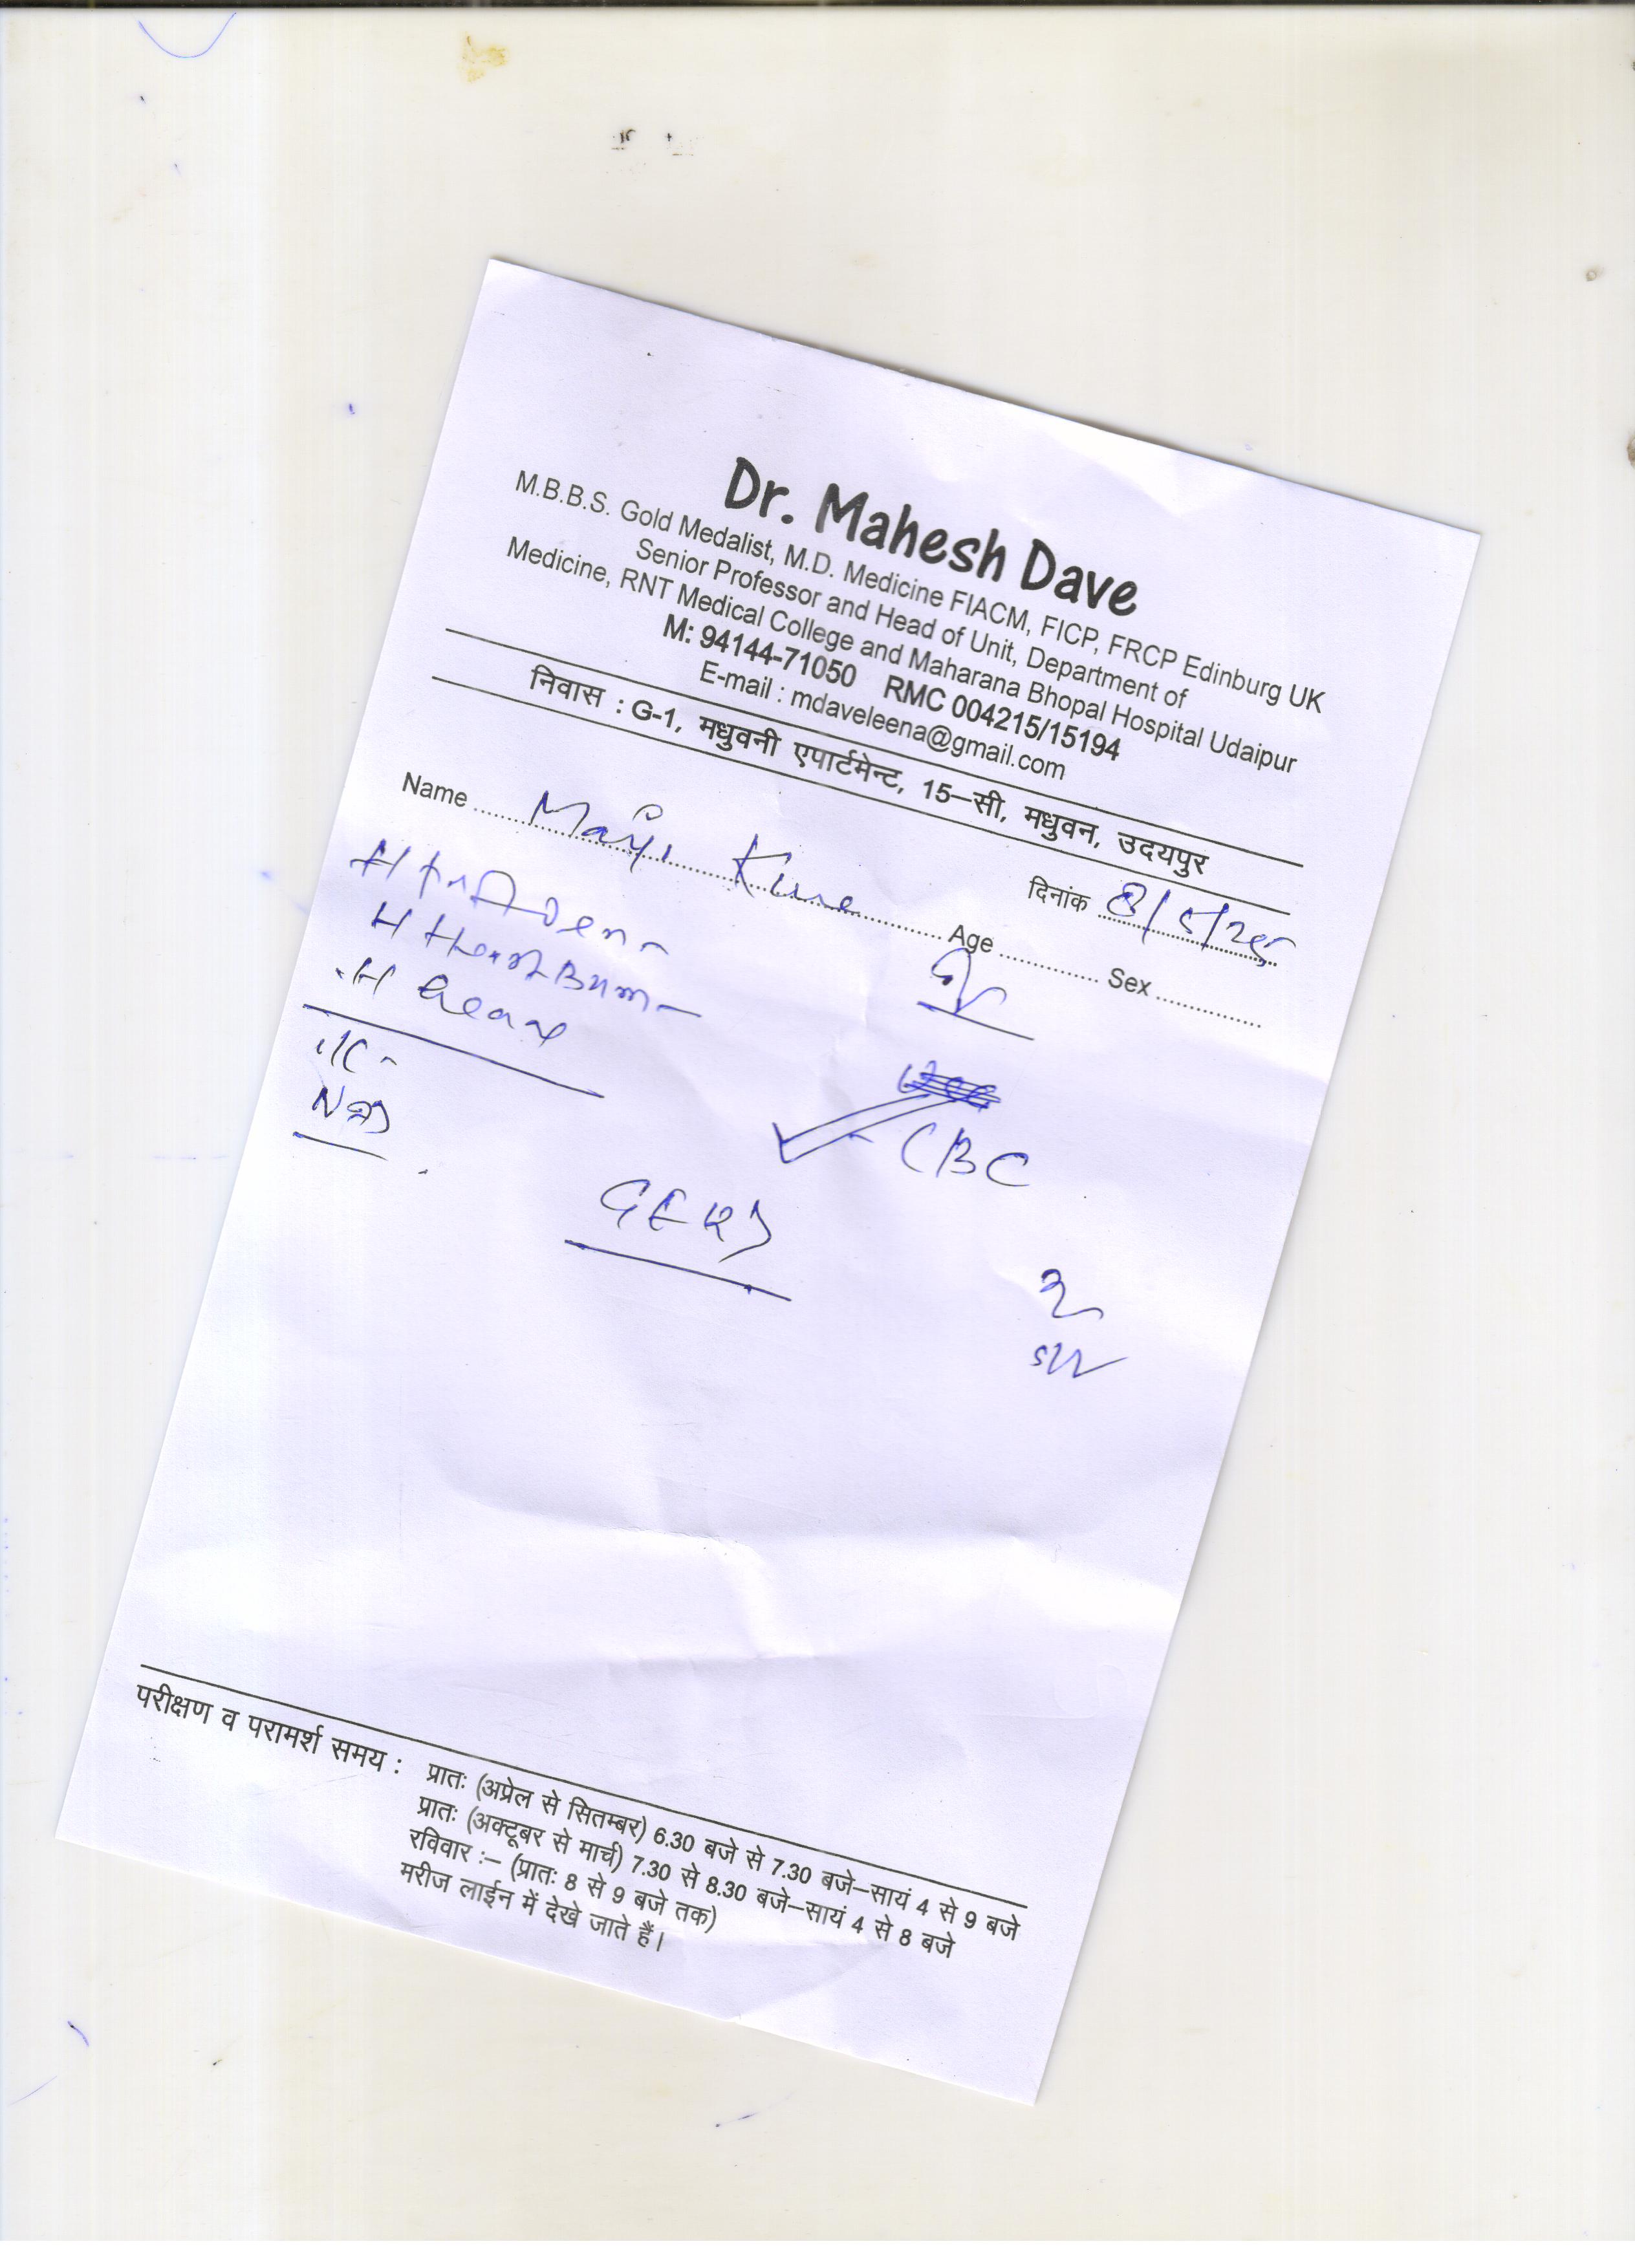 Dr. Mahesh Dave
M.B.B.S. Gold Medalist, M.D. Medicine FIACM, FICP, FRCP Edinburg UK
Senior Professor and Head of Unit, Department of
Medicine, RNT Medical College and Maharana Bhopal Hospital Udaipur
M: 94144-71050 RMC 004215/15194
E-mail : mdaveleena@gmail.com
निवास : G-1, मधुवनी एपार्टमेन्ट, 15–सी, मधुवन, उदयपुर
दिनांक 8/5/25
Name Age Sex
CBC
NAD
GERD
परीक्षण व परामर्श समय : प्रातः (अप्रेल से सितम्बर) 6.30 बजे से 7.30 बजे–सायं 4 से 9 बजे
प्रातः (अक्टूबर से मार्च) 7.30 से 8.30 बजे–सायं 4 से 8 बजे
रविवार :– (प्रातः 8 से 9 बजे तक)
मरीज लाईन में देखे जाते हैं।